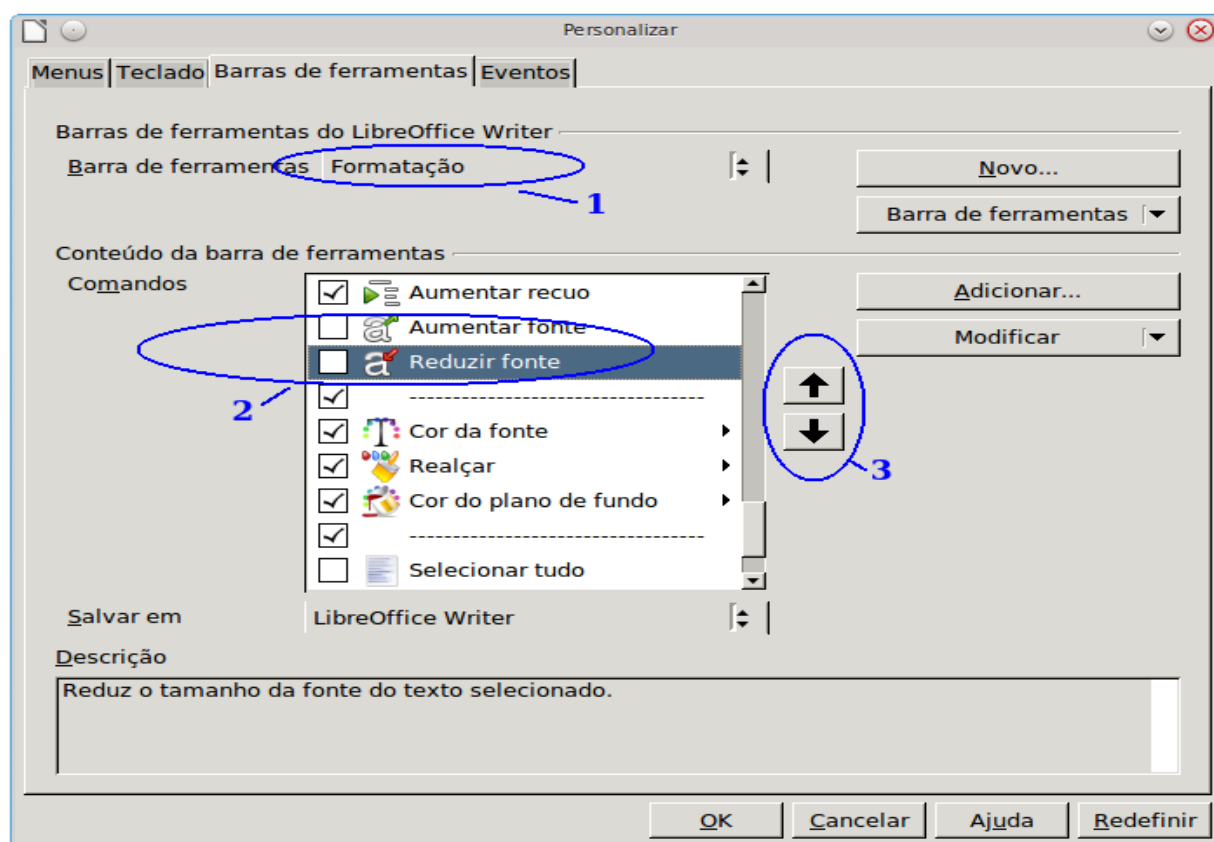 Personalizar
Menus Teclado Barras de ferramentas Eventos
Barras de ferramentas do LibreOffice Writer
Barra de ferramentas Formatação
Novo...
1
Barra de ferramentas
Conteúdo da barra de ferramentas
Comandos
Aumentar recuo
Adicionar...
Aumentar fonte
Modificar
Reduzir fonte
2
----------------------------------
Cor da fonte
Realçar
3
Cor do plano de fundo
----------------------------------
Selecionar tudo
Salvar em LibreOffice Writer
Descrição
Reduz o tamanho da fonte do texto selecionado.
OK Cancelar Ajuda Redefinir